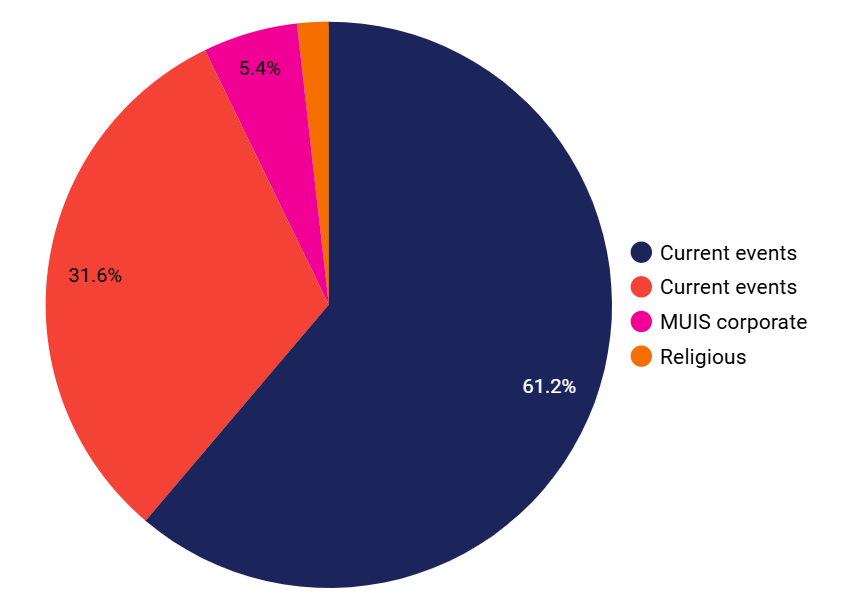 5.4%
31.6%
61.2%
Current events
Current events
MUIS corporate
Religious